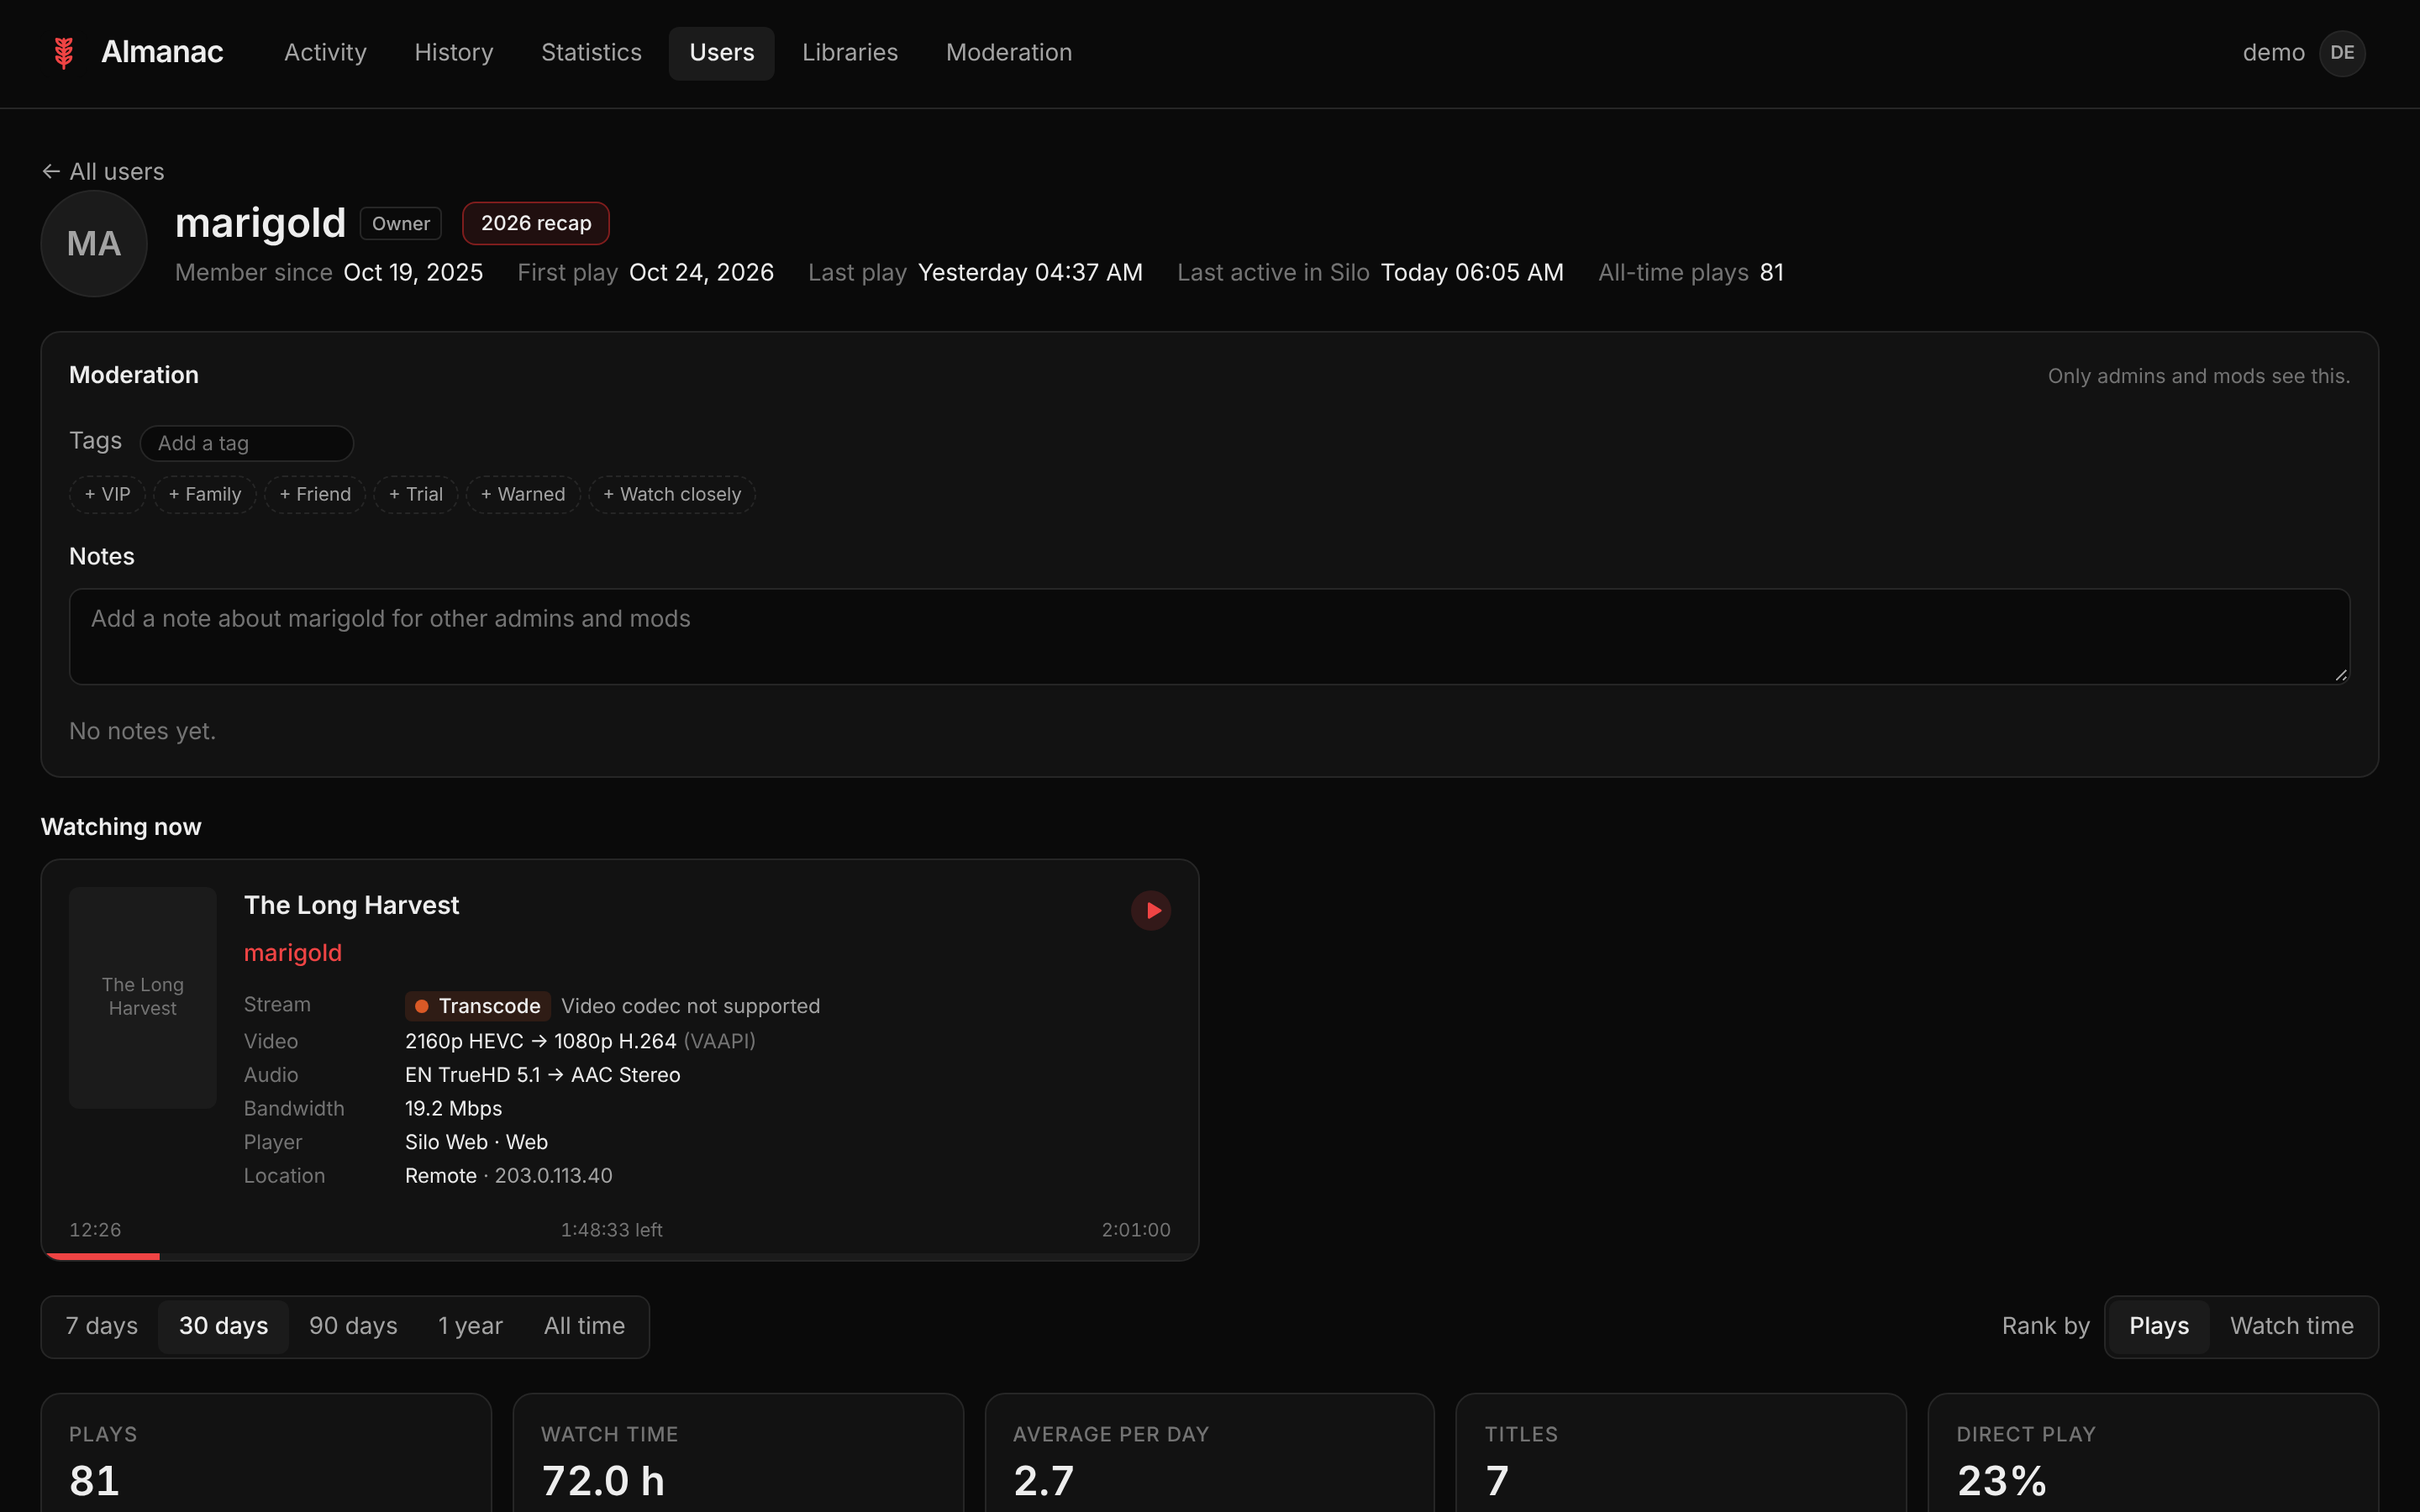 Almanac Activity History Statistics Users Libraries Moderation demo DE
← All users
MA marigold Owner 2026 recap
Member since Oct 19, 2025 First play Oct 24, 2026 Last play Yesterday 04:37 AM Last active in Silo Today 06:05 AM All-time plays 81
Moderation Only admins and mods see this.
Tags Add a tag
+ VIP + Family + Friend + Trial + Warned + Watch closely
Notes
Add a note about marigold for other admins and mods
No notes yet.
Watching now
The Long
Harvest
The Long Harvest
marigold
Stream Transcode Video codec not supported
Video 2160p HEVC → 1080p H.264 (VAAPI)
Audio EN TrueHD 5.1 → AAC Stereo
Bandwidth 19.2 Mbps
Player Silo Web · Web
Location Remote · 203.0.113.40
12:26 1:48:33 left 2:01:00
7 days 30 days 90 days 1 year All time Rank by Plays Watch time
PLAYS WATCH TIME AVERAGE PER DAY TITLES DIRECT PLAY
81 72.0 h 2.7 7 23%